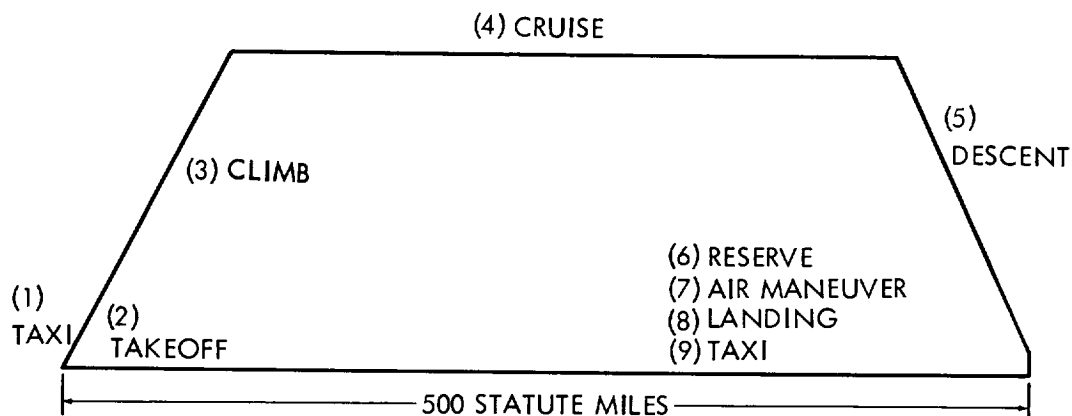 (4) CRUISE
(5)
DESCENT
(3) CLIMB
(6) RESERVE
(7) AIR MANEUVER
(8) LANDING
(9) TAXI
(1)
TAXI
(2)
TAKEOFF
500 STATUTE MILES